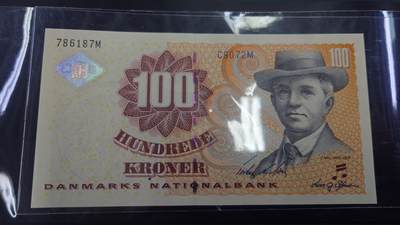 786187M
C8072M
100
100
HUNDREDE
KRONER
DANMARKS NATIONALBANK